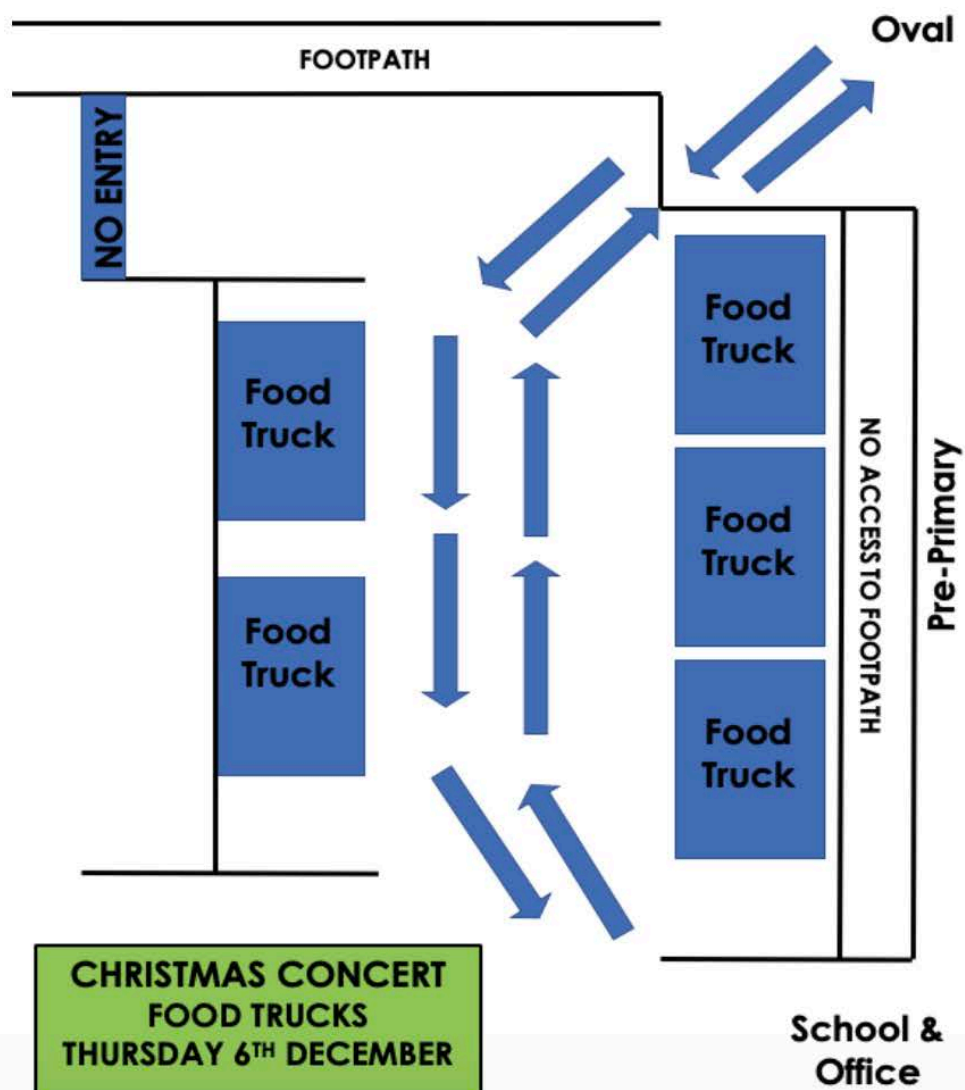 Oval
FOOTPATH
NO ENTRY
Food
Truck
Food
Truck
Food
Truck
Food
Truck
Food
Truck
NO ACCESS TO FOOTPATH
Pre-Primary
CHRISTMAS CONCERT
FOOD TRUCKS
THURSDAY 6TH DECEMBER
School &
Office